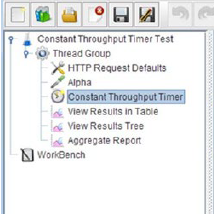 Constant Throughput Timer Test
Thread Group
HTTP Request Defaults
Alpha
Constant Throughput Timer
View Results in Table
View Results Tree
Aggregate Report
WorkBench